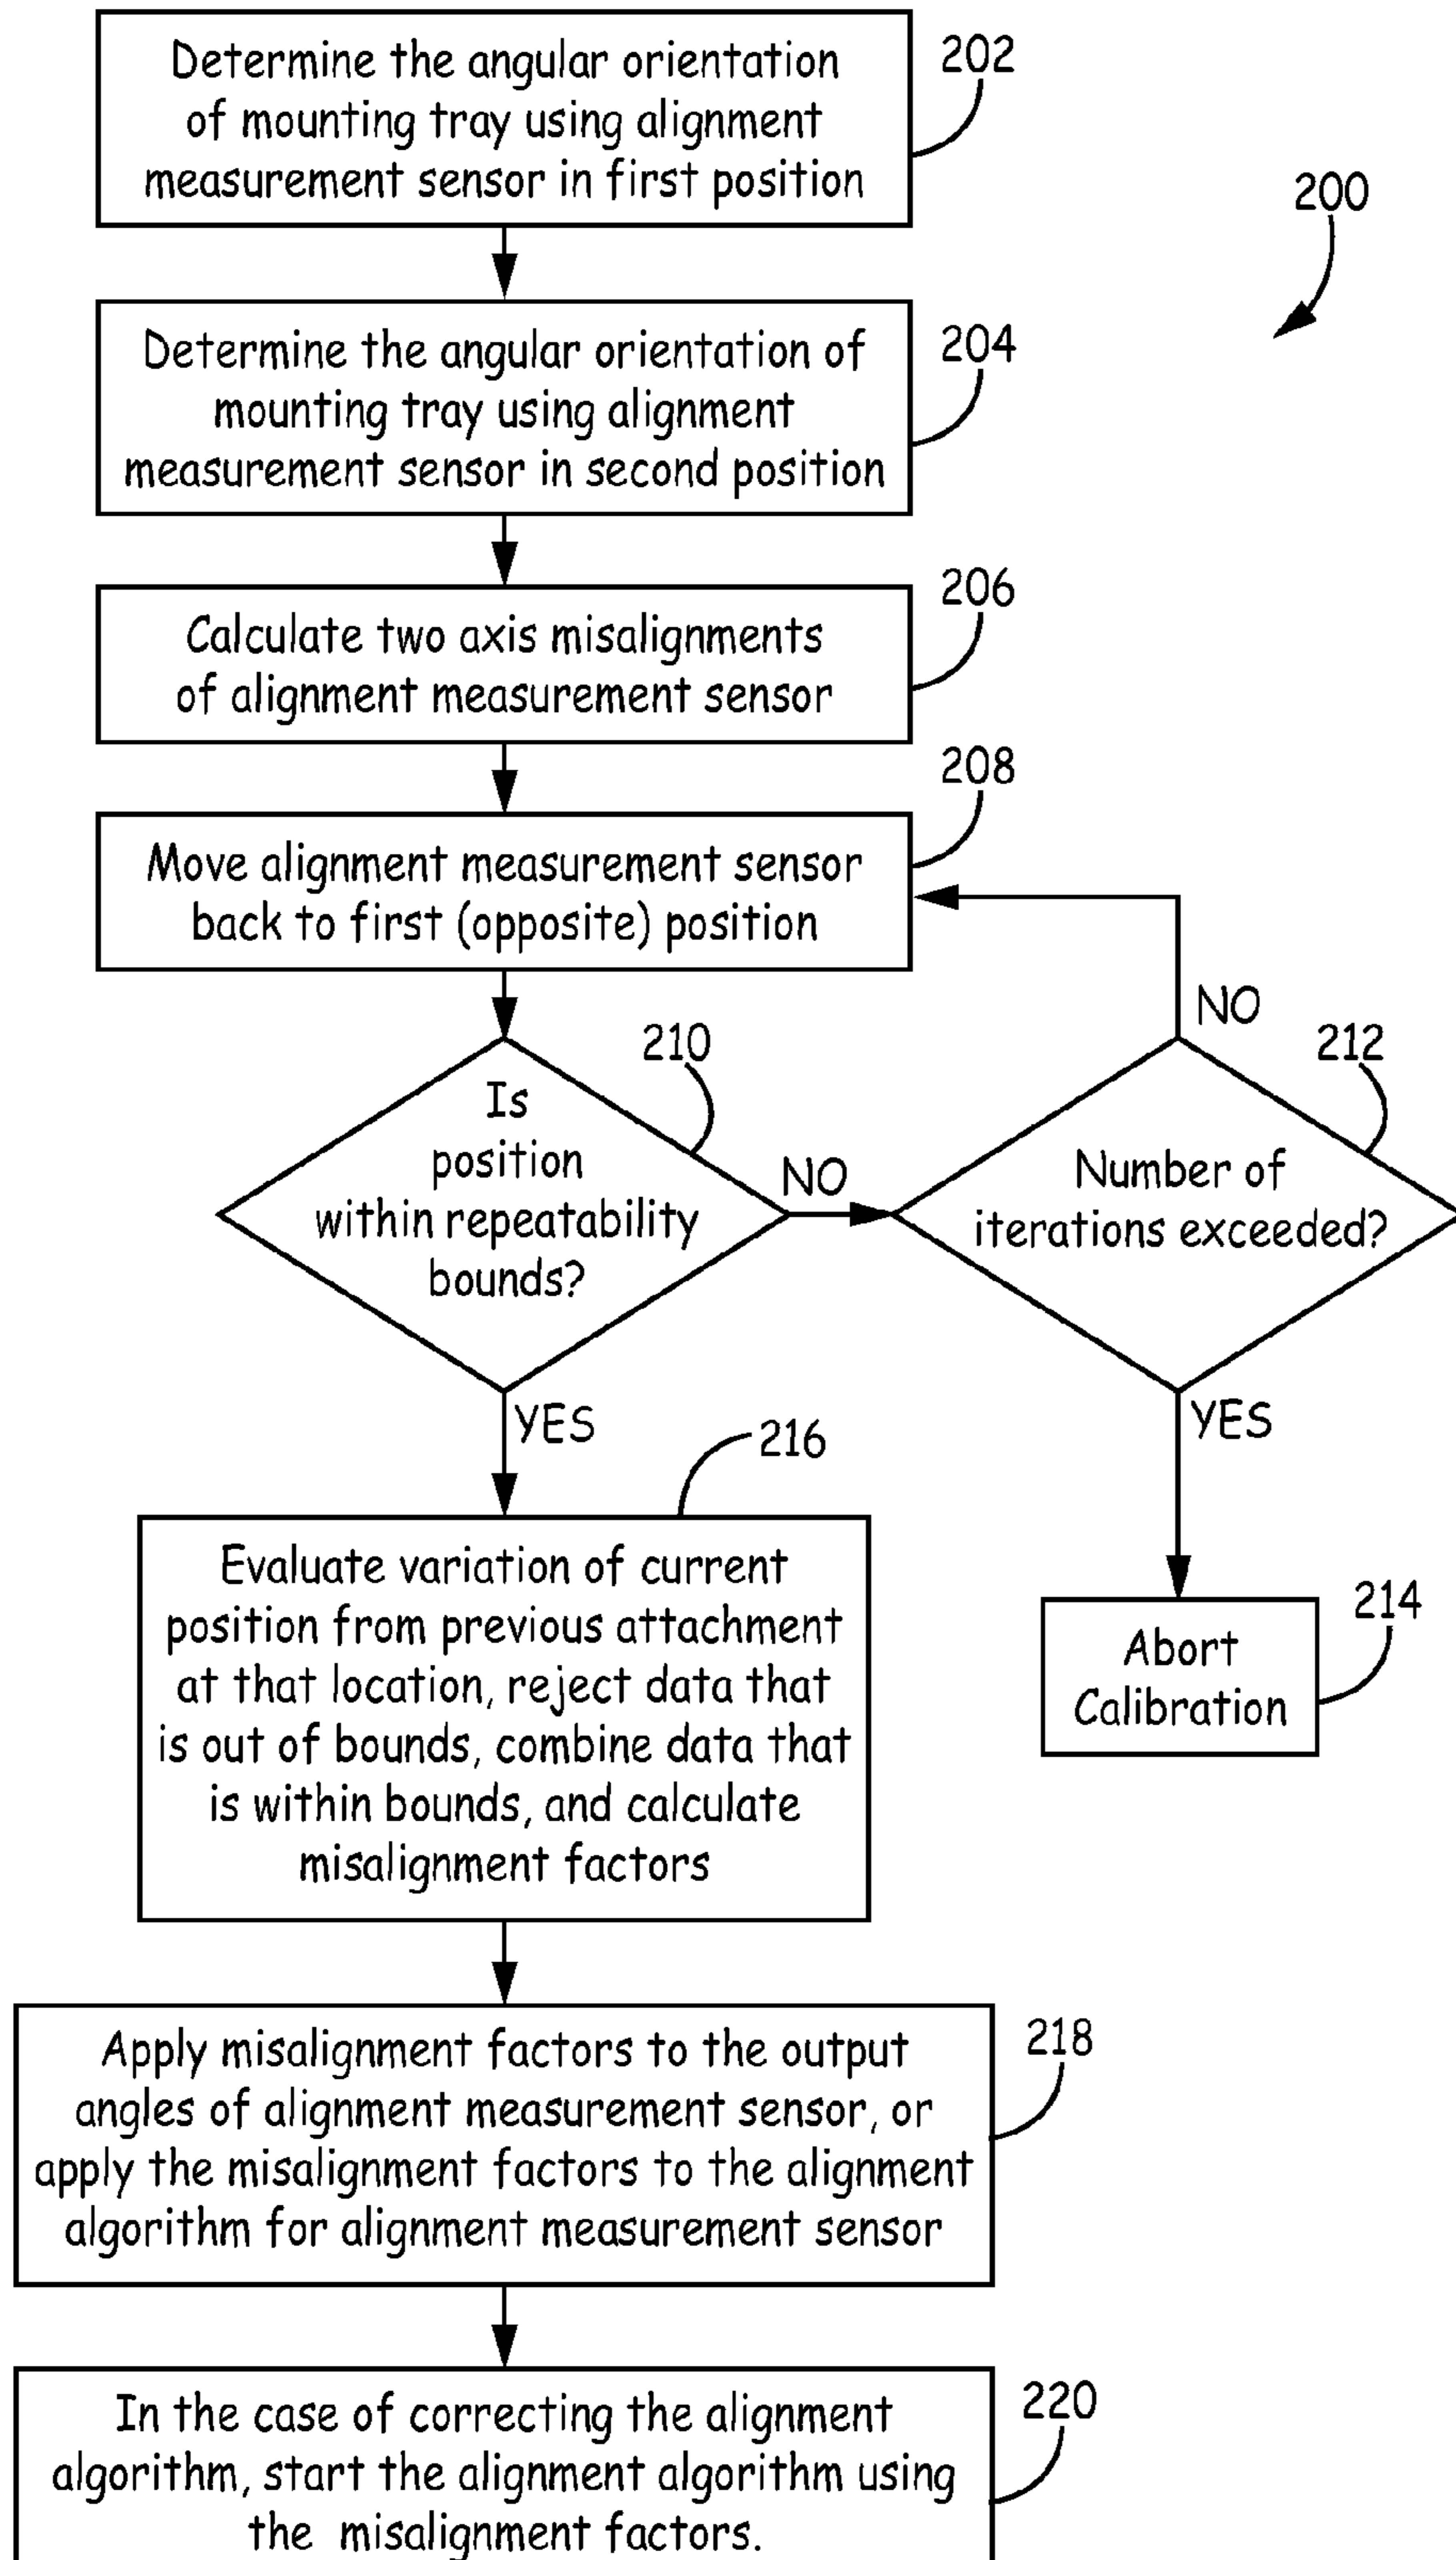 Determine the angular orientation
of mounting tray using alignment
measurement sensor in first position
202
200
Determine the angular orientation of
mounting tray using alignment
measurement sensor in second position
204
Calculate two axis misalignments
of alignment measurement sensor
206
Move alignment measurement sensor
back to first (opposite) position
208
Is
position
within repeatability
bounds?
210
NO
Number of
iterations exceeded?
212
NO
YES
YES
Abort
Calibration
214
Evaluate variation of current
position from previous attachment
at that location, reject data that
is out of bounds, combine data that
is within bounds, and calculate
misalignment factors
216
Apply misalignment factors to the output
angles of alignment measurement sensor, or
apply the misalignment factors to the alignment
algorithm for alignment measurement sensor
218
In the case of correcting the alignment
algorithm, start the alignment algorithm using
the misalignment factors.
220